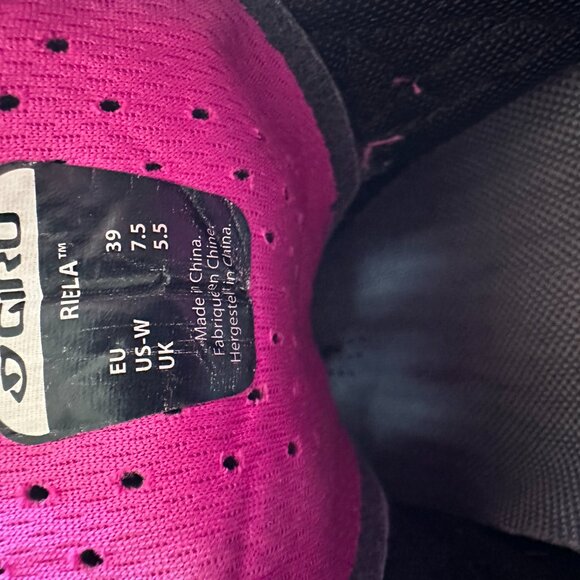 GIRO
RIELA™
EU 39
US-W 7.5
UK 5.5
Made in China.
Fabriqué en Chine.
Hergestellt in China.